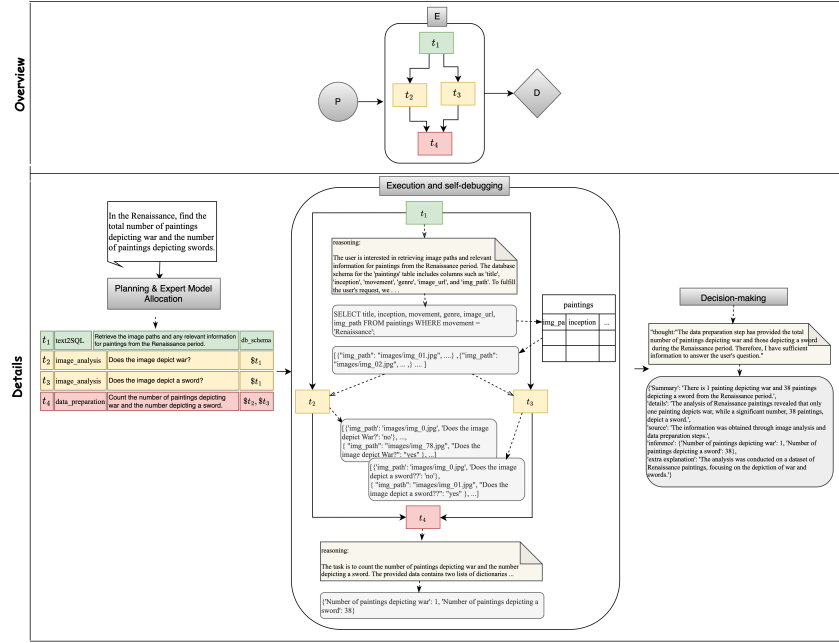 Overview
E
t1
t2
t3
t4
P
D
Details
In the Renaissance, find the
total number of paintings
depicting war and the number
of paintings depicting swords.
Planning & Expert Model
Allocation
t1 text2SQL Retrieve the image paths and any relevant information
for paintings from the Renaissance period. db_schema
t2 image_analysis Does the image depict war? $t1
t3 image_analysis Does the image depict a sword? $t1
t4 data_preparation Count the number of paintings depicting
war and the number depicting a sword. $t2, $t3
Execution and self-debugging
t1
reasoning:
The user is interested in retrieving image paths and relevant
information for paintings from the Renaissance period. The database
schema for the 'paintings' table includes columns such as 'title',
'inception', 'movement', 'genre', 'image_url', and 'img_path'. To fulfill
the user's request, we . . .
SELECT title, inception, movement, genre, image_url,
img_path FROM paintings WHERE movement =
'Renaissance';
paintings
img_pa inception ...
[{"img_path": "images/img_01.jpg", ....} ,{"img_path":
"images/img_02.jpg", ... ,} .... ]
t2
t3
[{'img_path': 'images/img_0.jpg', 'Does the image
depict War?': 'no'}, ...,
{ "img_path": "images/img_78.jpg", "Does the
image depict War?": "yes" }, ...]
[{'img_path': 'images/img_0.jpg', 'Does the image
depict a sword??': 'no'},
{ "img_path": "images/img_01.jpg", "Does the
image depict a sword??": "yes" }, ...]
t4
reasoning:
The task is to count the number of paintings depicting war and the number
depicting a sword. The provided data contains two lists of dictionaries ...
{'Number of paintings depicting war': 1, 'Number of paintings depicting a
sword': 38}
Decision-making
"thought:"The data preparation step has provided the total
number of paintings depicting war and those depicting a sword
during the Renaissance period. Therefore, I have sufficient
information to answer the user's question."
{'Summary': 'There is 1 painting depicting war and 38 paintings
depicting a sword from the Renaissance period.',
'details': 'The analysis of Renaissance paintings revealed that only
one painting depicts war, while a significant number, 38 paintings,
depict a sword.',
'source': 'The information was obtained through image analysis and
data preparation steps.',
'inference': {'Number of paintings depicting war': 1, 'Number of
paintings depicting a sword': 38},
'extra explanation': 'The analysis was conducted on a dataset of
Renaissance paintings, focusing on the depiction of war and
swords.'}